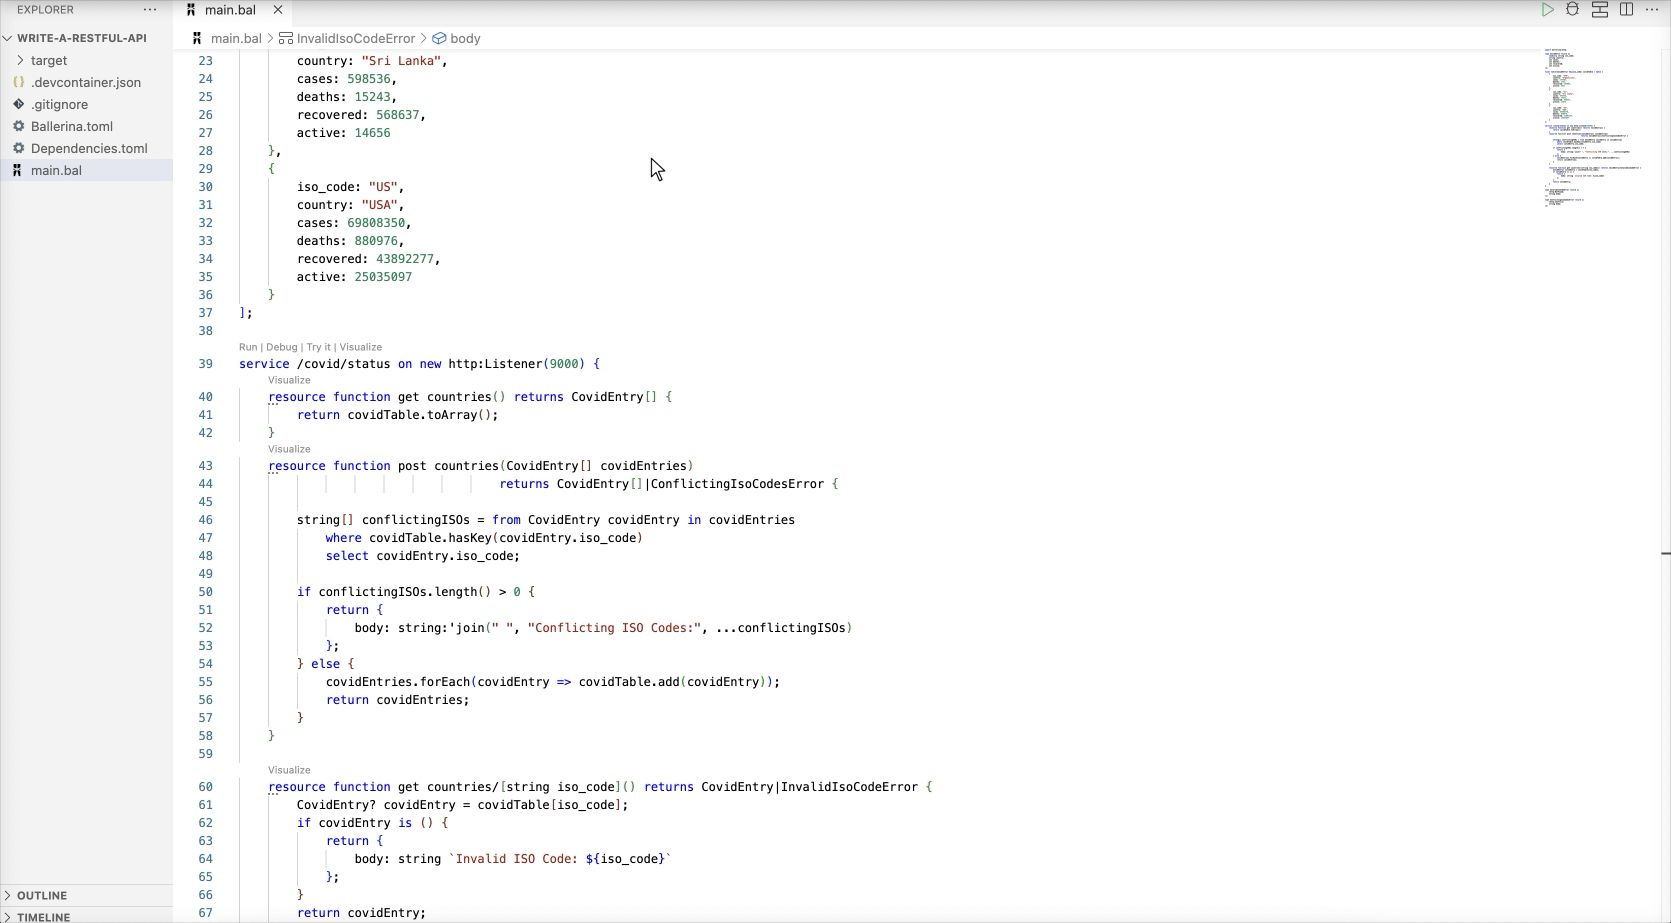 EXPLORER
main.bal
WRITE-A-RESTFUL-API
target
.devcontainer.json
.gitignore
Ballerina.toml
Dependencies.toml
main.bal
OUTLINE
TIMELINE
main.bal > InvalidIsoCodeError > body
23 country: "Sri Lanka",
24 cases: 598536,
25 deaths: 15243,
26 recovered: 568637,
27 active: 14656
28 },
29 {
30 iso_code: "US",
31 country: "USA",
32 cases: 69808350,
33 deaths: 880976,
34 recovered: 43892277,
35 active: 25035097
36 }
37 ];
38
Run | Debug | Try it | Visualize
39 service /covid/status on new http:Listener(9000) {
Visualize
40 resource function get countries() returns CovidEntry[] {
41 return covidTable.toArray();
42 }
Visualize
43 resource function post countries(CovidEntry[] covidEntries)
44 returns CovidEntry[]|ConflictingIsoCodesError {
45
46 string[] conflictingISOs = from CovidEntry covidEntry in covidEntries
47 where covidTable.hasKey(covidEntry.iso_code)
48 select covidEntry.iso_code;
49
50 if conflictingISOs.length() > 0 {
51 return {
52 body: string:'join(" ", "Conflicting ISO Codes:", ...conflictingISOs)
53 };
54 } else {
55 covidEntries.forEach(covidEntry => covidTable.add(covidEntry));
56 return covidEntries;
57 }
58 }
59
Visualize
60 resource function get countries/[string iso_code]() returns CovidEntry|InvalidIsoCodeError {
61 CovidEntry? covidEntry = covidTable[iso_code];
62 if covidEntry is () {
63 return {
64 body: string `Invalid ISO Code: ${iso_code}`
65 };
66 }
67 return covidEntry;